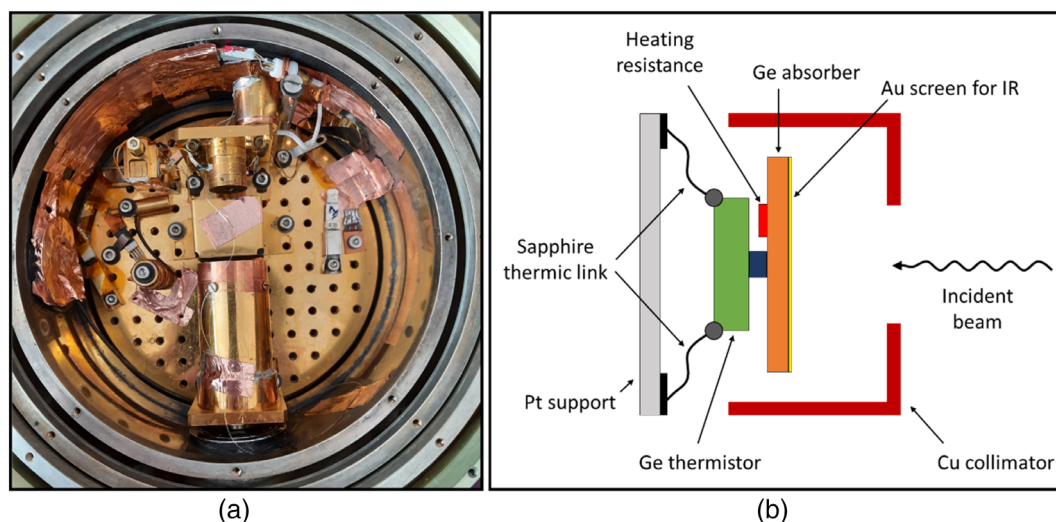 Heating
resistance
Ge absorber
Au screen for IR
Sapphire
thermic link
Incident
beam
Pt support
Ge thermistor
Cu collimator
(a)
(b)